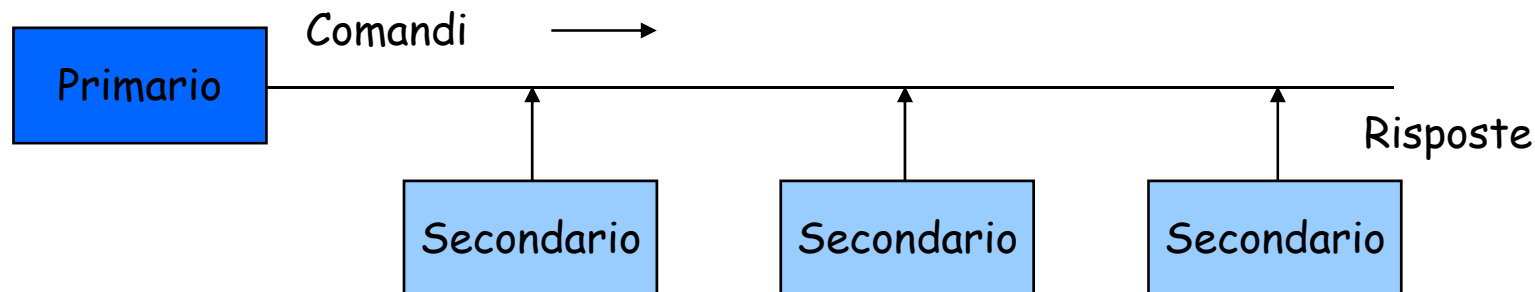 Comandi
Primario
Risposte
Secondario
Secondario
Secondario